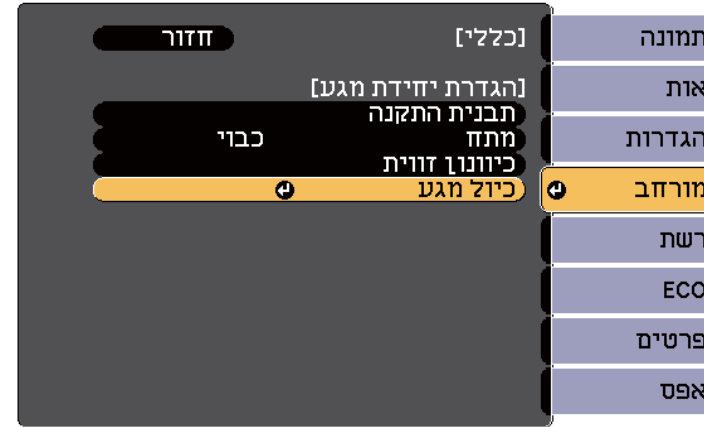 תמונה
אות
הגדרות
מורחב
רשת
ECO
פרטים
אפס
[כללי] חזור
[הגדרת יחידת מגע]
תבנית התקנה
מתח כבוי
כיוונון זווית
כיול מגע